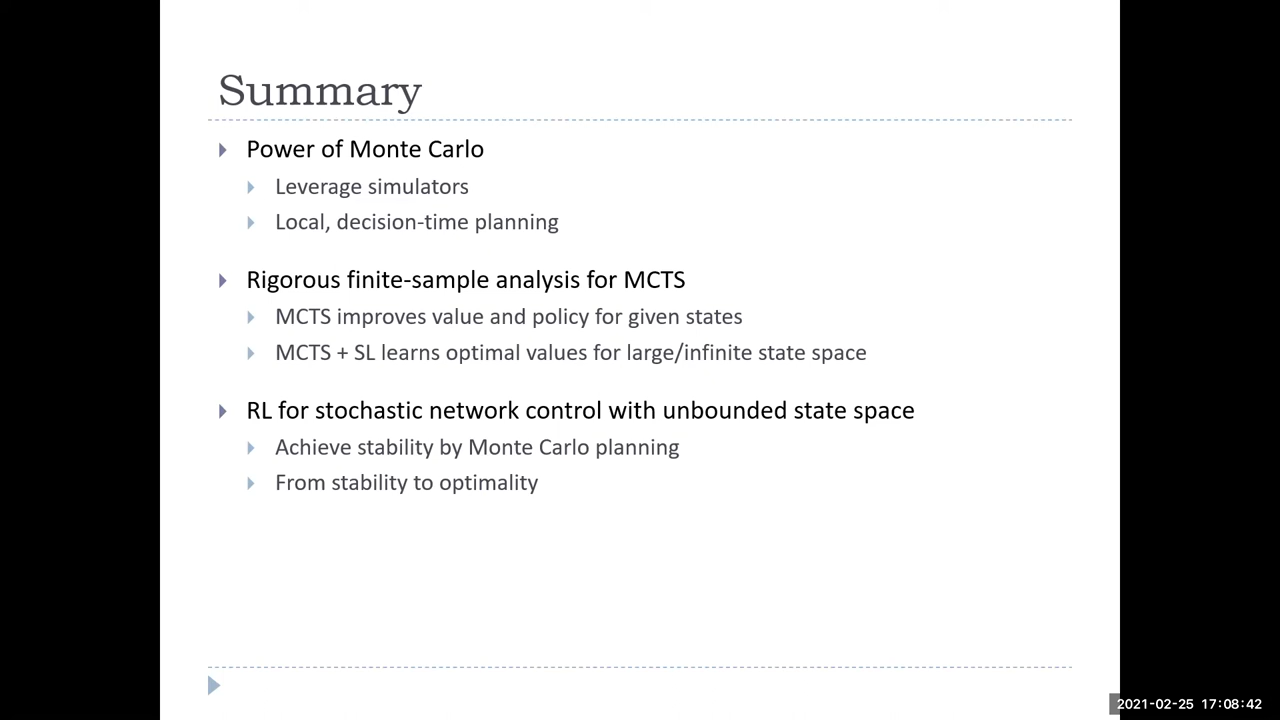 Summary
Power of Monte Carlo
Leverage simulators
Local, decision-time planning
Rigorous finite-sample analysis for MCTS
MCTS improves value and policy for given states
MCTS + SL learns optimal values for large/infinite state space
RL for stochastic network control with unbounded state space
Achieve stability by Monte Carlo planning
From stability to optimality
2021-02-25 17:08:42